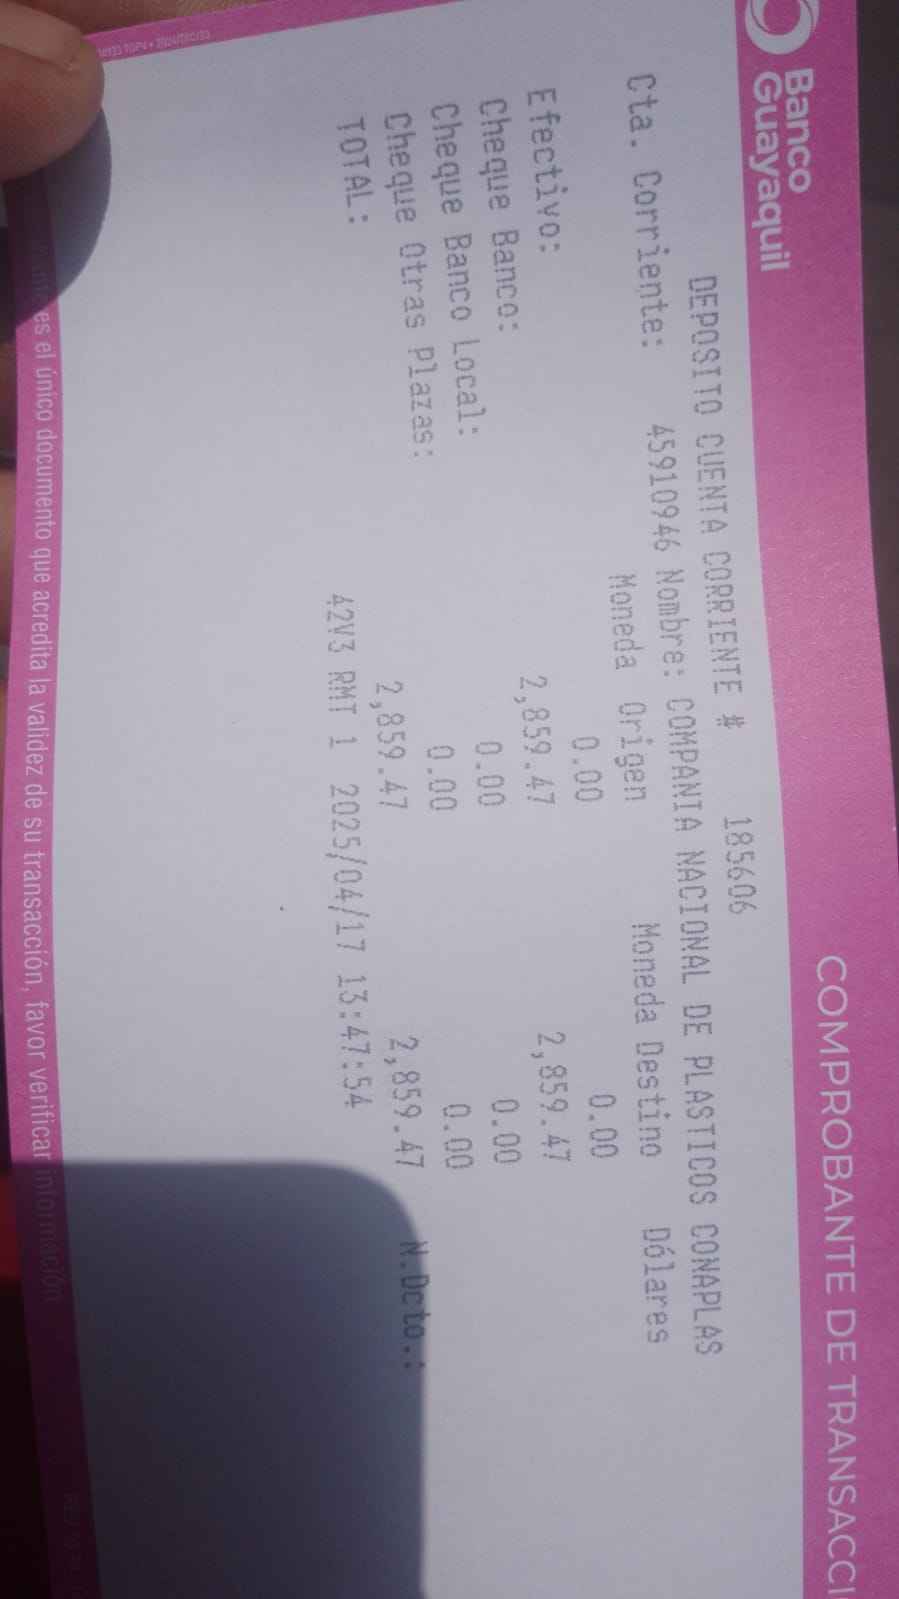 Banco
Guayaquil
COMPROBANTE DE TRANSACCI
DEPOSITO CUENTA CORRIENTE # 185606
Cta. Corriente: 45910946 Nombre: COMPANIA NACIONAL DE PLASTICOS CONAPLAS
Moneda Origen Moneda Destino Dólares
Efectivo: 0.00 0.00
Cheque Banco: 2,859.47 2,859.47
Cheque Banco Local: 0.00 0.00
Cheque Otras Plazas: 0.00 0.00
TOTAL: 2,859.47 2,859.47 N.Dcto.:
42V3 RMT 1 2025/04/17 13:47:54
es el único documento que acredita la validez de su transacción, favor verificar información